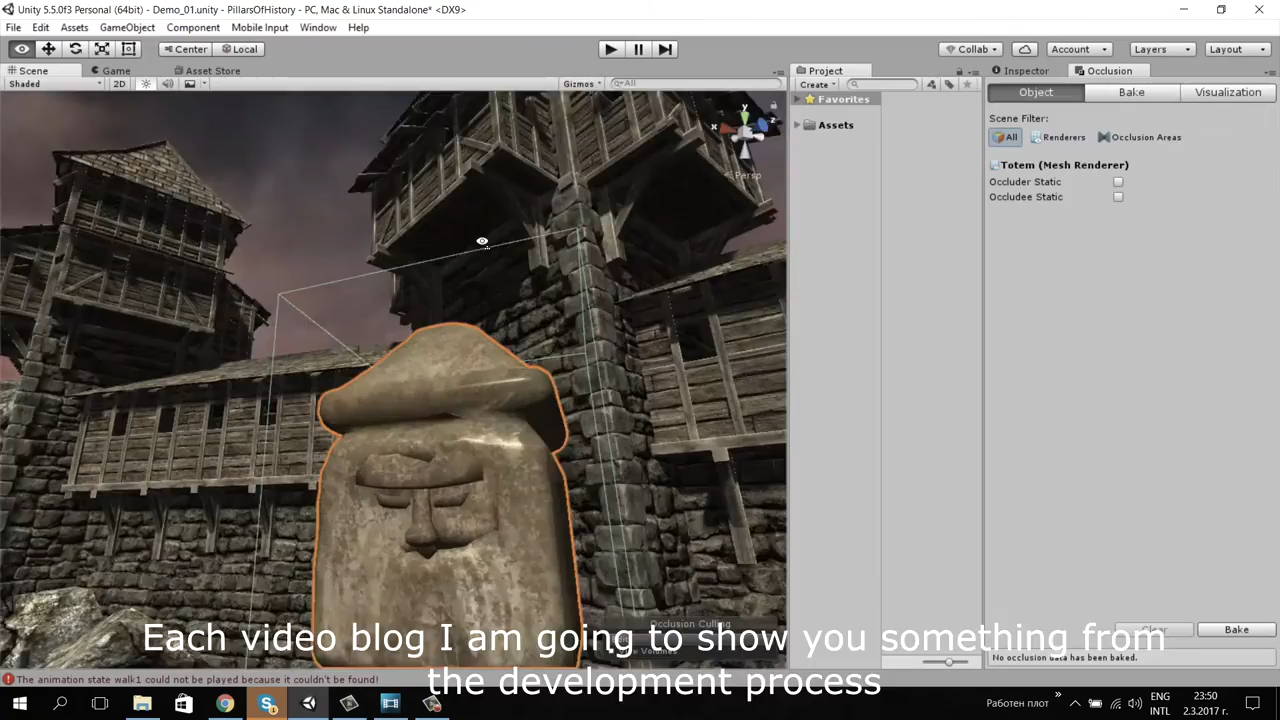 Unity 5.5.0f3 Personal (64bit) - Demo_01.unity - PillarsOfHistory - PC, Mac & Linux Standalone* <DX9>
File Edit Assets GameObject Component Mobile Input Window Help
Center Local Collab Account Layers Layout
Scene Game Asset Store Project Inspector Occlusion
Shaded 2D Gizmos All Create
Object Bake Visualization
Favorites
Scene Filter:
Assets
All Renderers Occlusion Areas
y
x
z
Persp
Totem (Mesh Renderer)
Occluder Static
Occludee Static
Occlusion Culling
Clear Bake
Each video blog I am going to show you something from
the development process
No occlusion data has been baked.
The animation state walk1 could not be played because it couldn't be found!
Работен плот » ENG 23:50
INTL 2.3.2017 г.